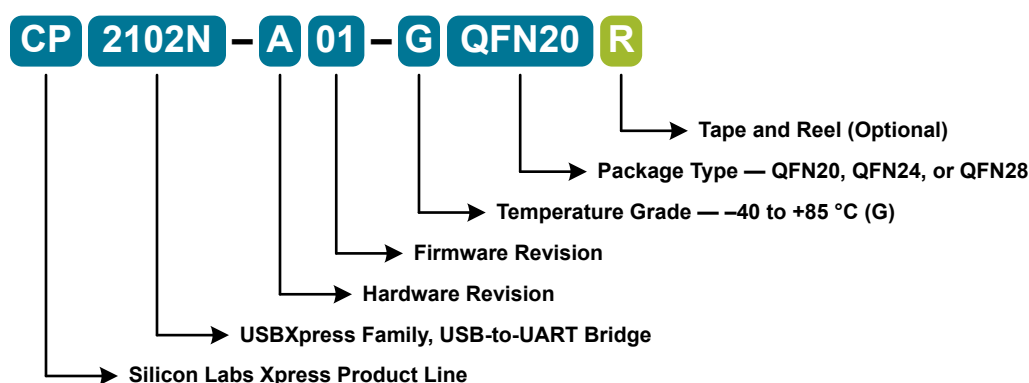 CP 2102N – A 01 – G QFN20 R
Tape and Reel (Optional)
Package Type — QFN20, QFN24, or QFN28
Temperature Grade — –40 to +85 °C (G)
Firmware Revision
Hardware Revision
USBXpress Family, USB-to-UART Bridge
Silicon Labs Xpress Product Line